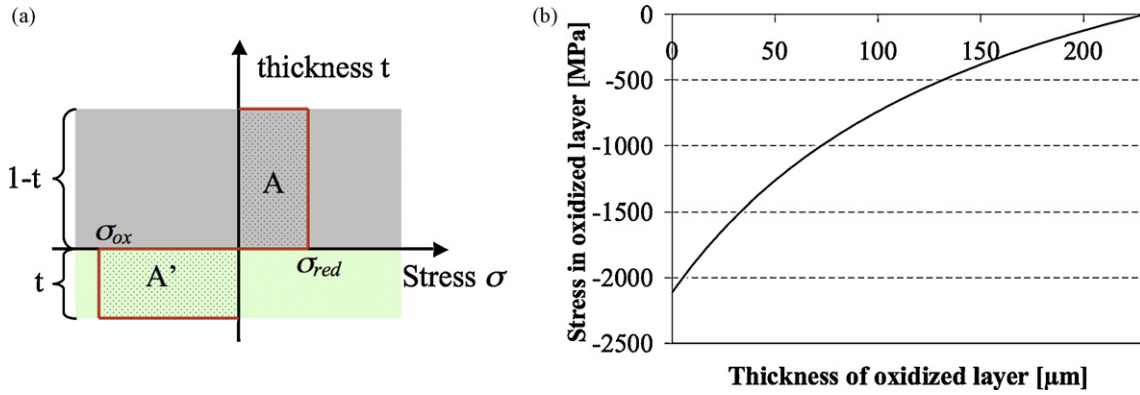 (a)
thickness t
1-t
A
σox
σred
t
A’
Stress σ
(b)
0
0 50 100 150 200
-500
-1000
-1500
-2000
-2500
Stress in oxidized layer [MPa]
Thickness of oxidized layer [µm]